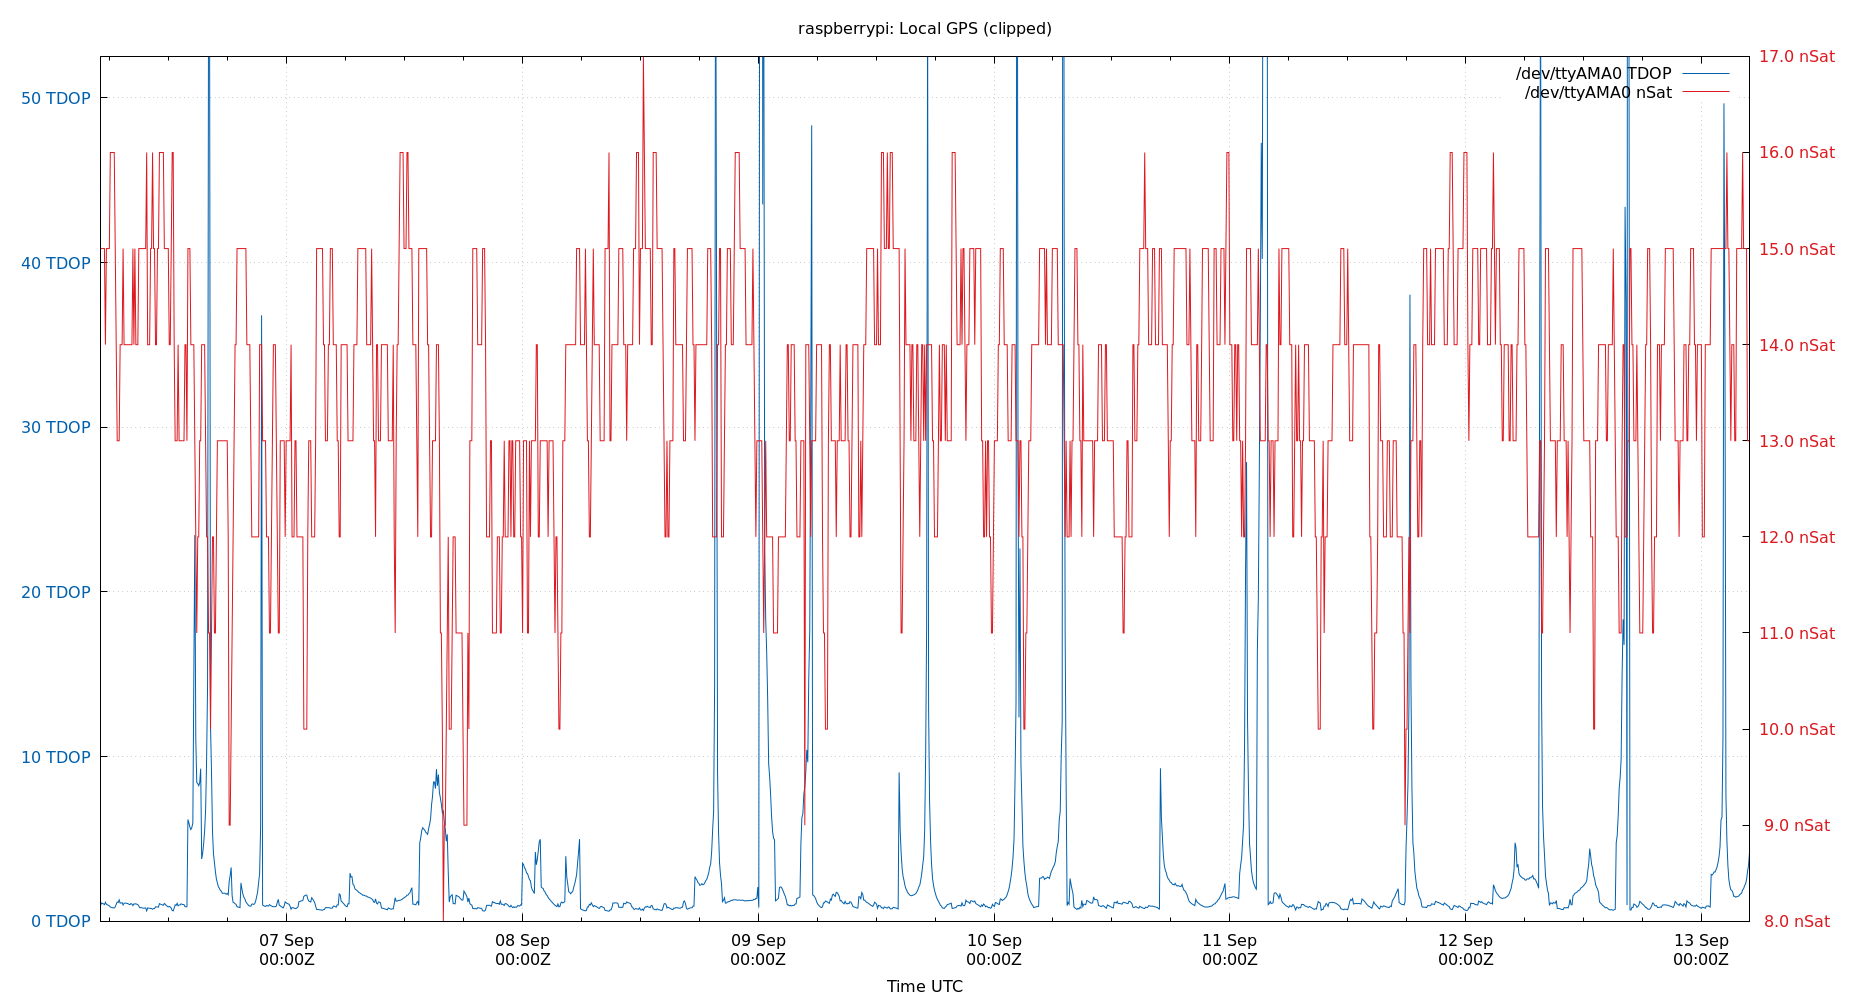 raspberrypi: Local GPS (clipped)
50 TDOP
40 TDOP
30 TDOP
20 TDOP
10 TDOP
0 TDOP
17.0 nSat
16.0 nSat
15.0 nSat
14.0 nSat
13.0 nSat
12.0 nSat
11.0 nSat
10.0 nSat
9.0 nSat
8.0 nSat
/dev/ttyAMA0 TDOP
/dev/ttyAMA0 nSat
07 Sep
00:00Z
08 Sep
00:00Z
09 Sep
00:00Z
10 Sep
00:00Z
11 Sep
00:00Z
12 Sep
00:00Z
13 Sep
00:00Z
Time UTC